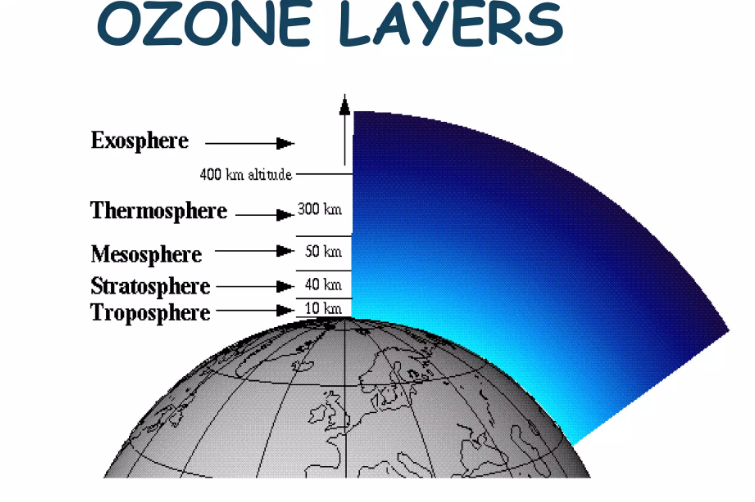 OZONE LAYERS
Exosphere
400 km altitude
Thermosphere 300 km
Mesosphere 50 km
Stratosphere 40 km
Troposphere 10 km